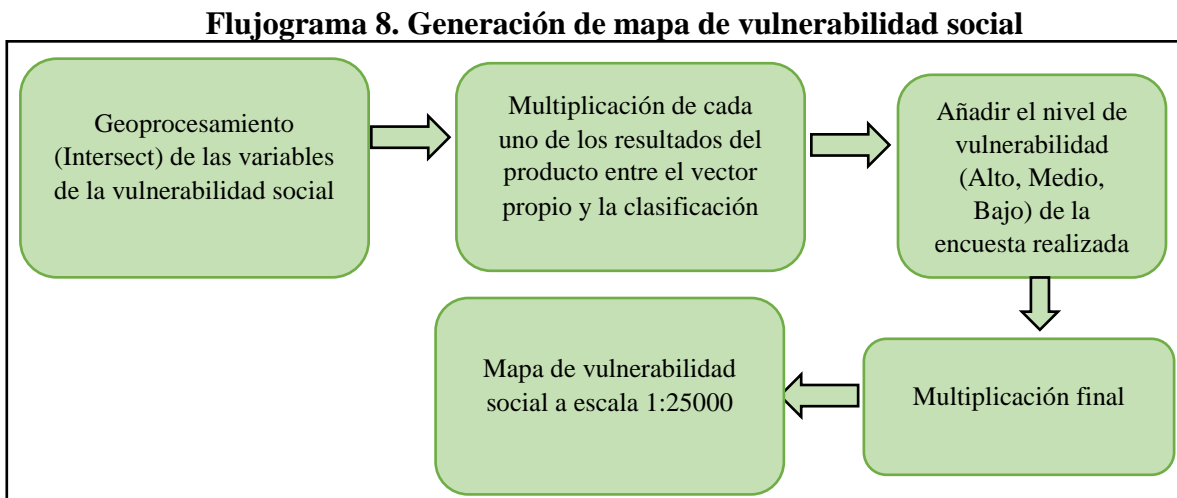 Flujograma 8. Generación de mapa de vulnerabilidad social
Geoprocesamiento
(Intersect) de las variables
de la vulnerabilidad social
Multiplicación de cada
uno de los resultados del
producto entre el vector
propio y la clasificación
Añadir el nivel de
vulnerabilidad
(Alto, Medio,
Bajo) de la
encuesta realizada
Multiplicación final
Mapa de vulnerabilidad
social a escala 1:25000